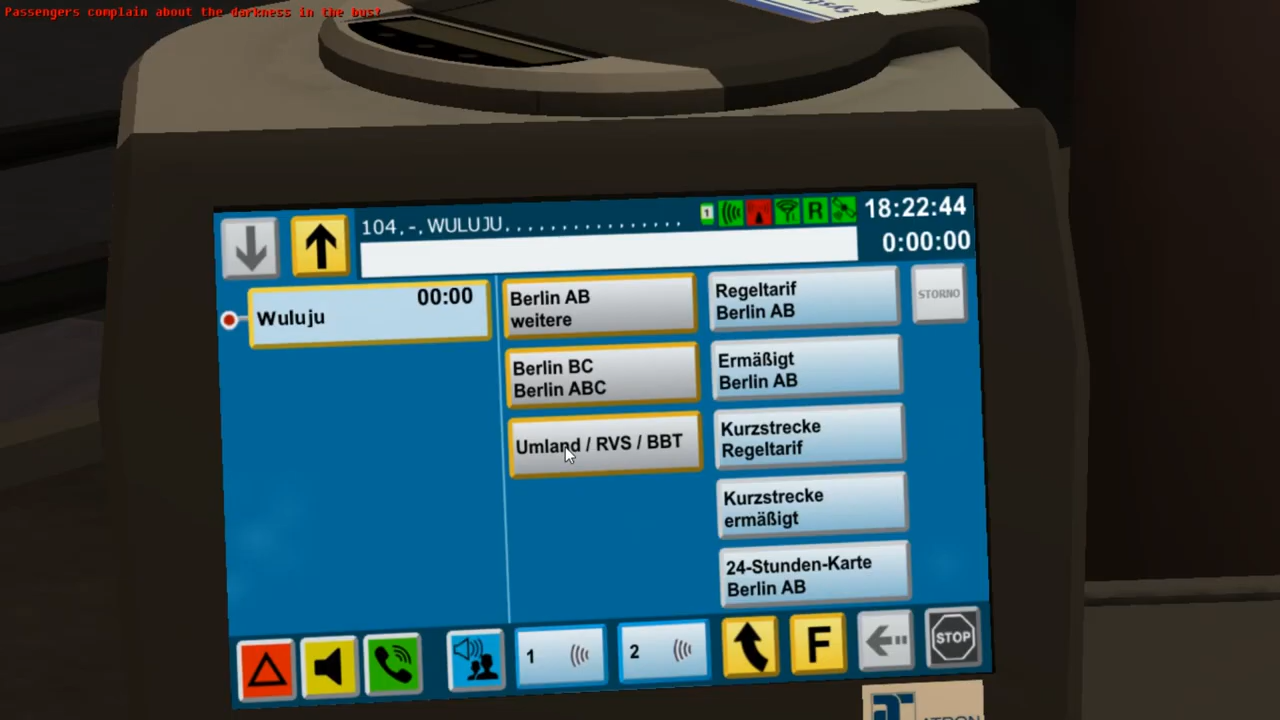 Passengers complain about the darkness in the bus!
104,-, WULUJU, . . . . . . . . . . . . . . .
1
R
18:22:44
0:00:00
00:00
Wuluju
Berlin AB
weitere
Regeltarif
Berlin AB
STORNO
Berlin BC
Berlin ABC
Ermäßigt
Berlin AB
Umland / RVS / BBT
Kurzstrecke
Regeltarif
Kurzstrecke
ermäßigt
24-Stunden-Karte
Berlin AB
1
2
F
STOP
ATRON